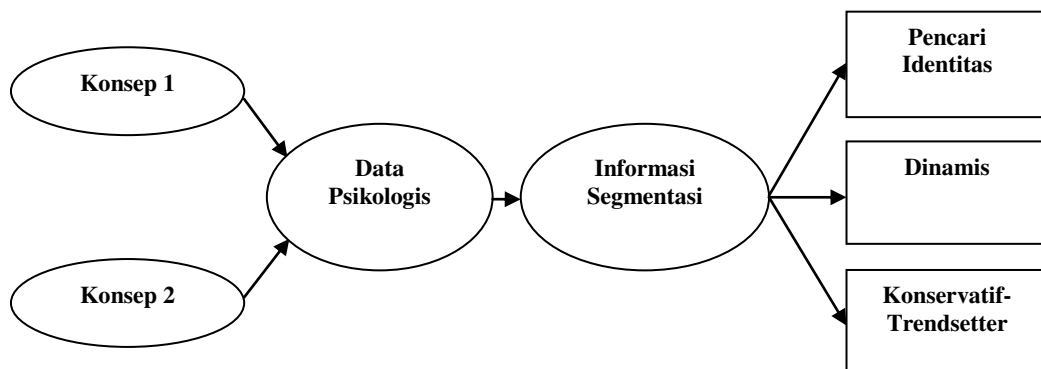 Konsep 1
Konsep 2
Data
Psikologis
Informasi
Segmentasi
Pencari
Identitas
Dinamis
Konservatif-
Trendsetter